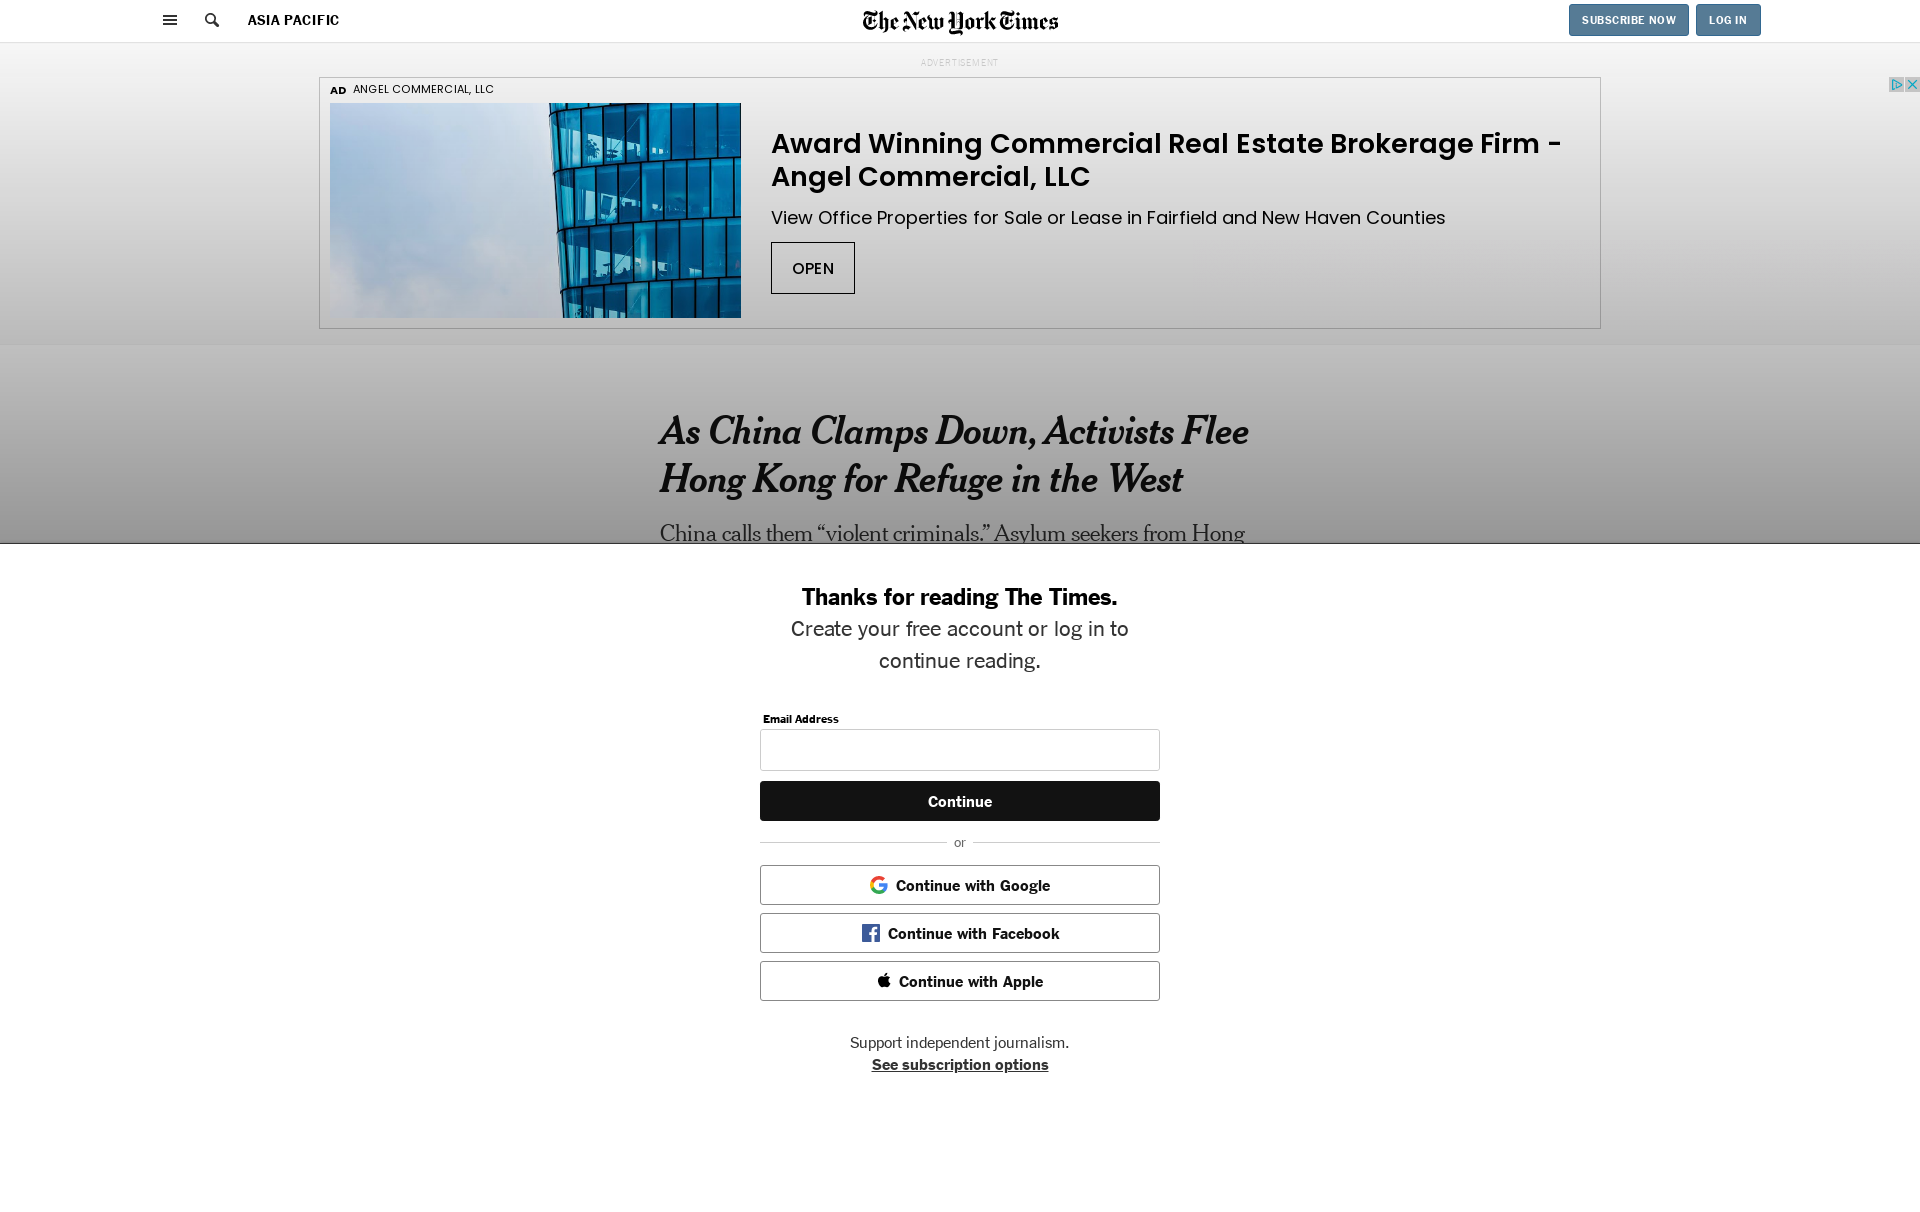 ASIA PACIFIC
The New York Times
SUBSCRIBE NOW
LOG IN
ADVERTISEMENT
AD ANGEL COMMERCIAL, LLC
Award Winning Commercial Real Estate Brokerage Firm -
Angel Commercial, LLC
View Office Properties for Sale or Lease in Fairfield and New Haven Counties
OPEN
As China Clamps Down, Activists Flee
Hong Kong for Refuge in the West
China calls them “violent criminals.” Asylum seekers from Hong
Thanks for reading The Times.
Create your free account or log in to
continue reading.
Email Address
Continue
or
Continue with Google
Continue with Facebook
Continue with Apple
Support independent journalism.
See subscription options